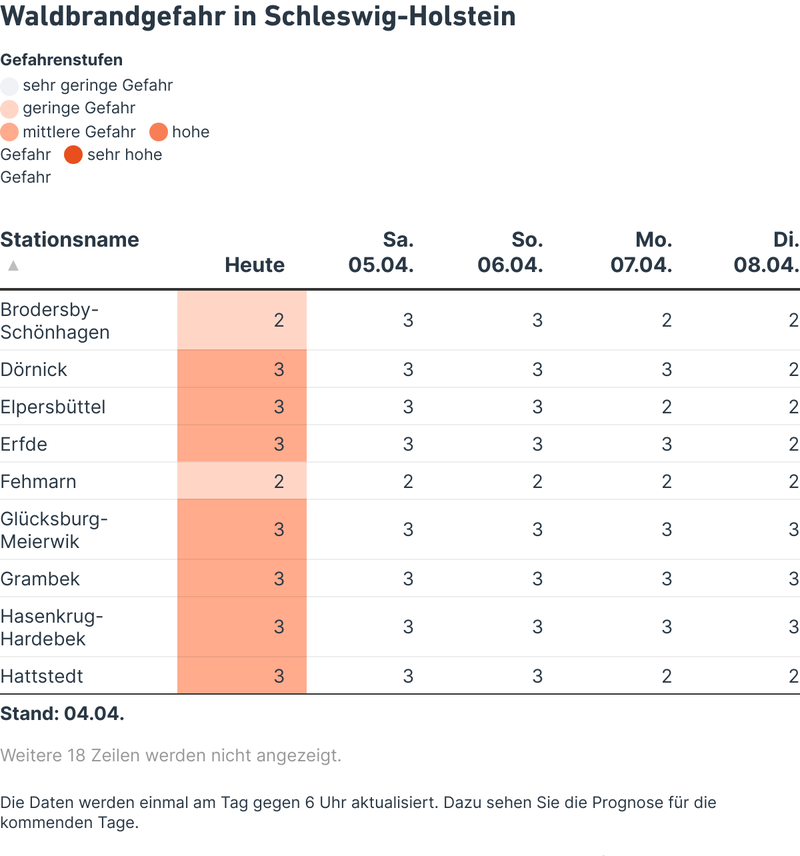 Waldbrandgefahr in Schleswig-Holstein
Gefahrenstufen
sehr geringe Gefahr
geringe Gefahr
mittlere Gefahr hohe
Gefahr sehr hohe
Gefahr
Stationsname ▲ Heute Sa. 05.04. So. 06.04. Mo. 07.04. Di. 08.04.
Brodersby-Schönhagen 2 3 3 2 2
Dörnick 3 3 3 3 2
Elpersbüttel 3 3 3 2 2
Erfde 3 3 3 3 2
Fehmarn 2 2 2 2 2
Glücksburg-Meierwik 3 3 3 3 3
Grambek 3 3 3 3 3
Hasenkrug-Hardebek 3 3 3 3 3
Hattstedt 3 3 3 2 2
Stand: 04.04.
Weitere 18 Zeilen werden nicht angezeigt.
Die Daten werden einmal am Tag gegen 6 Uhr aktualisiert. Dazu sehen Sie die Prognose für die
kommenden Tage.